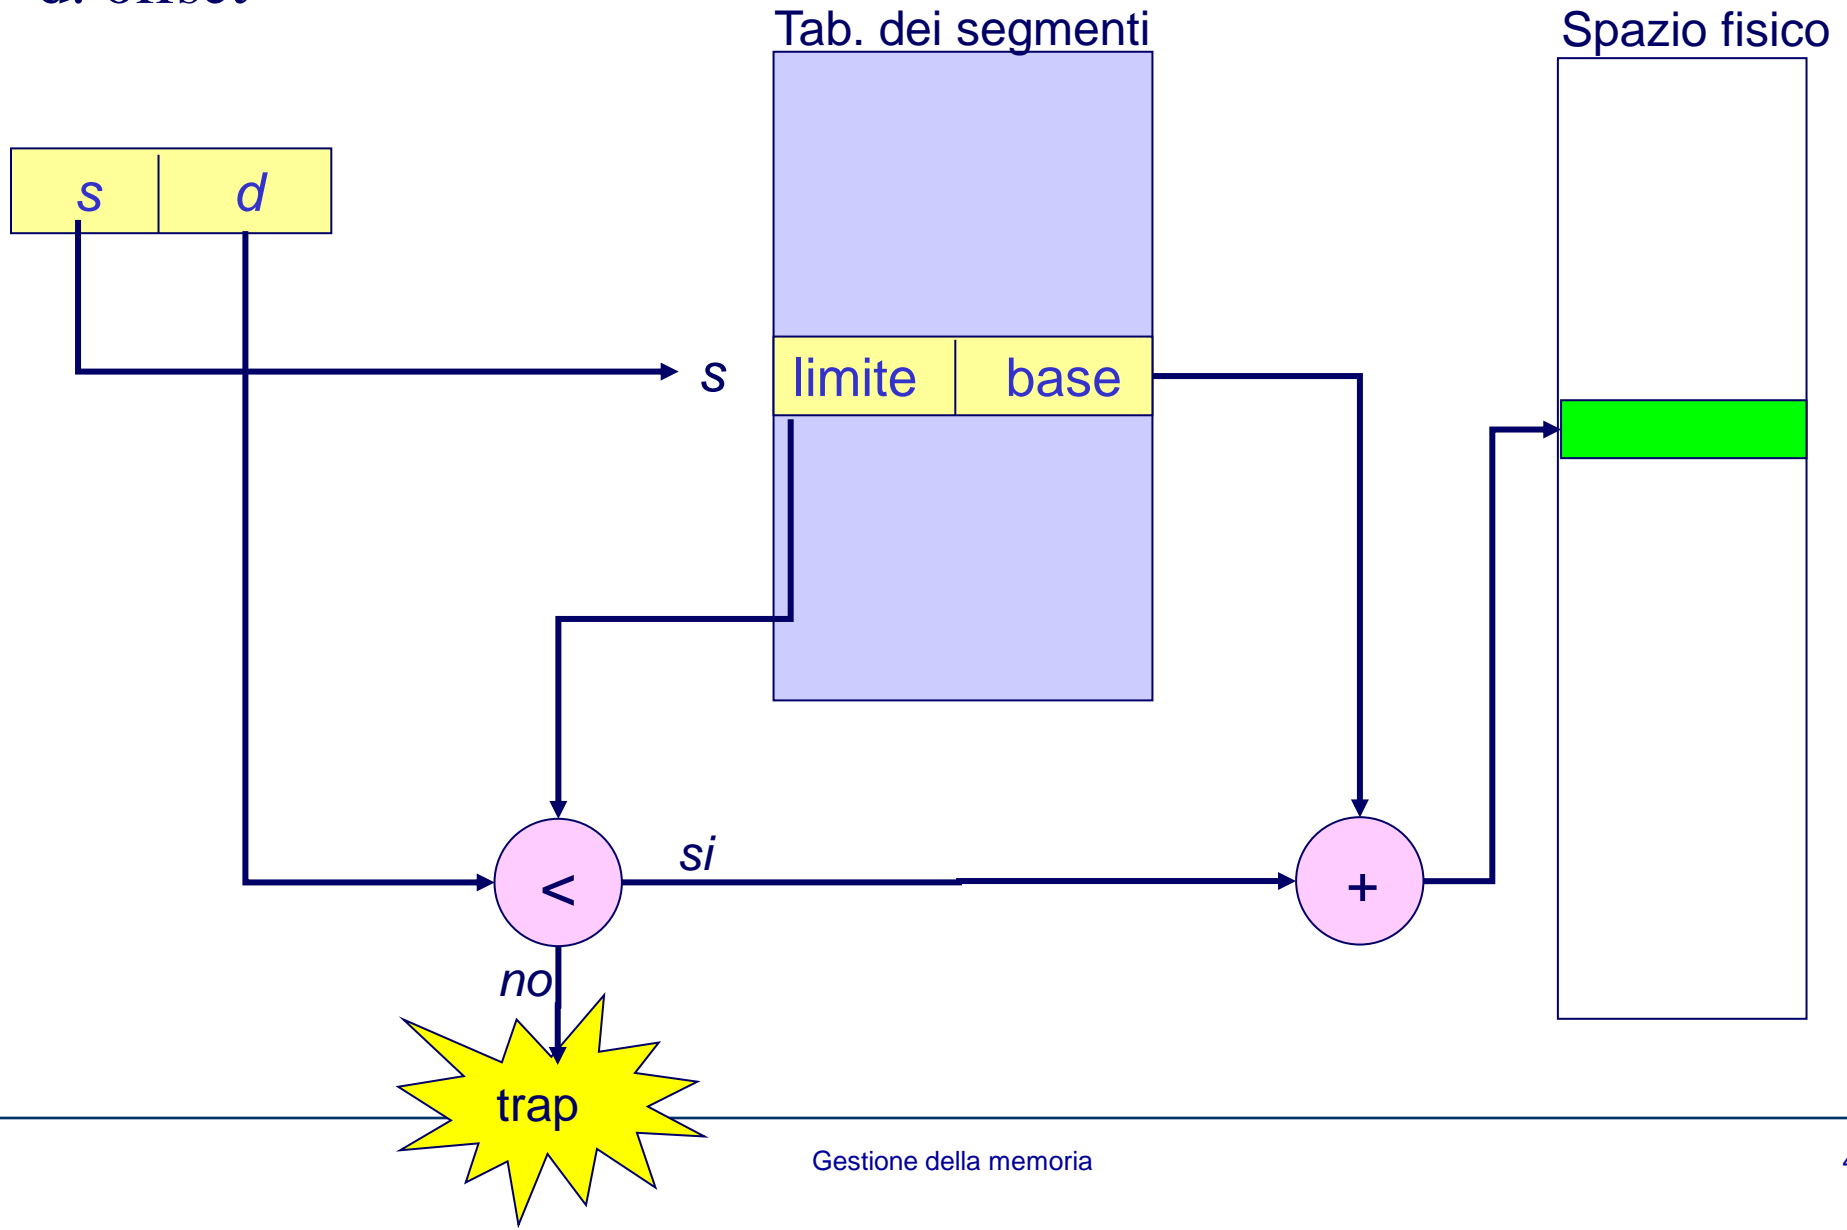 Tab. dei segmenti
Spazio fisico
s d
s limite base
si
< +
no
trap
Gestione della memoria